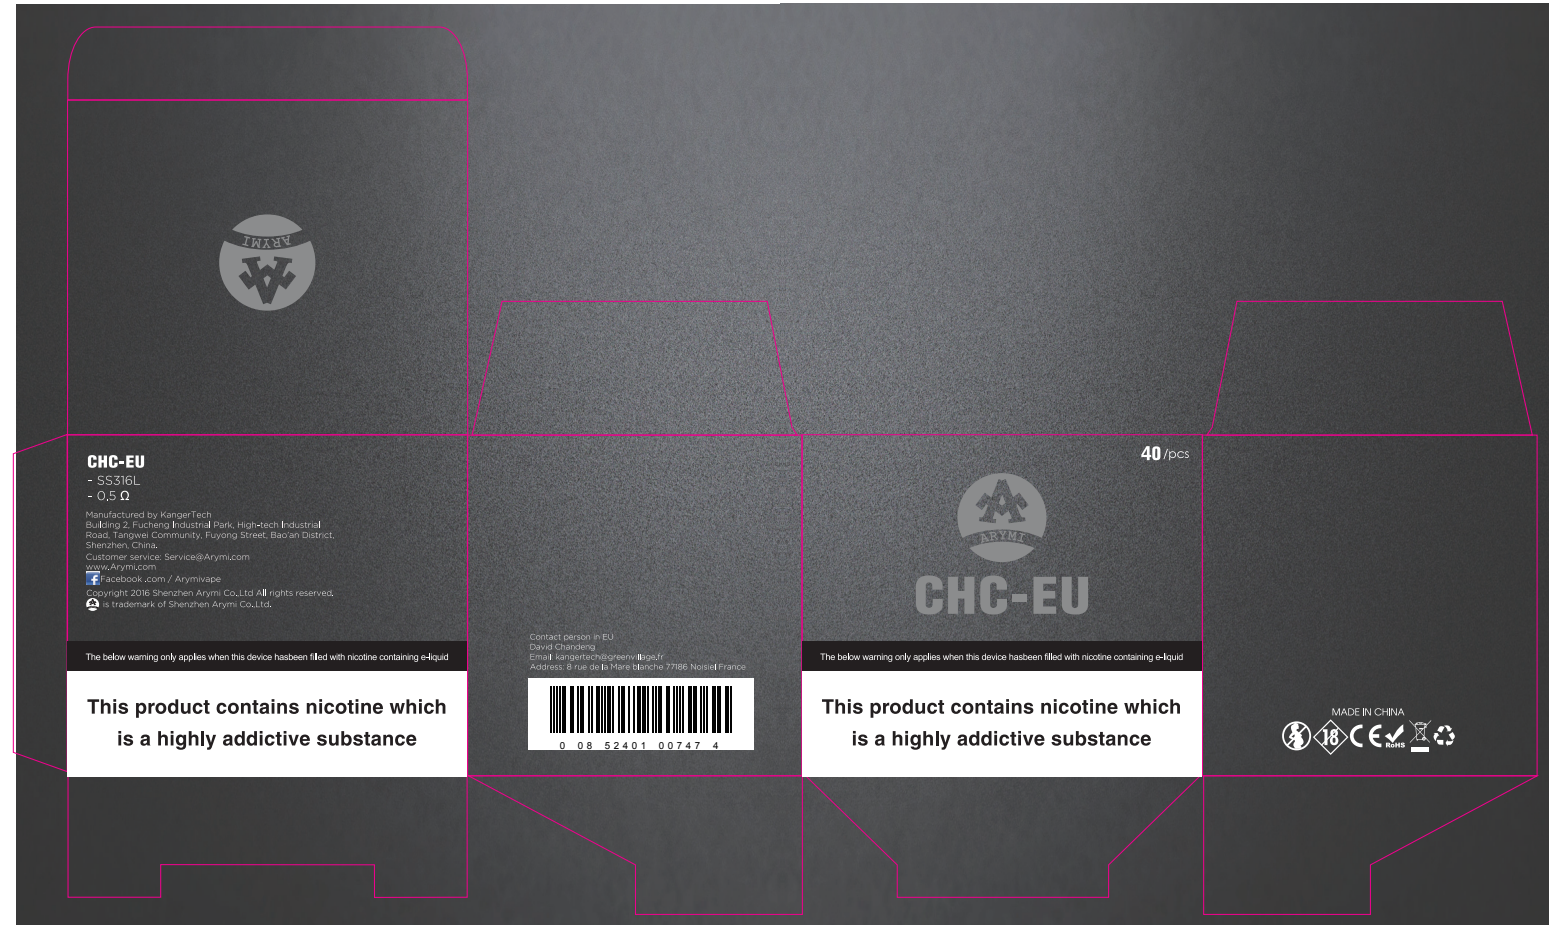 ARYMI
CHC-EU
- SS316L
- 0.5 Ω
Manufactured by KangerTech
Building 2, Fucheng Industrial Park, High-tech Industrial
Road, Tangwei Community, Fuyong Street, Bao'an District,
Shenzhen, China.
Customer service: Service@Arymi.com
www.Arymi.com
Facebook.com / Arymivape
Copyright 2016 Shenzhen Arymi Co.,Ltd All rights reserved.
is trademark of Shenzhen Arymi Co.,Ltd.
The below warning only applies when this device hasbeen filled with nicotine containing e-liquid
This product contains nicotine which
is a highly addictive substance
Contact person in EU
David Chandeng
Email: kangertech@greenvillage.fr
Address: 8 rue de la Mare blanche 77186 Noisiel France
0 08 52401 00747 4
40/pcs
ARYMI
CHC-EU
The below warning only applies when this device hasbeen filled with nicotine containing e-liquid
This product contains nicotine which
is a highly addictive substance
MADE IN CHINA
18 CE RoHS